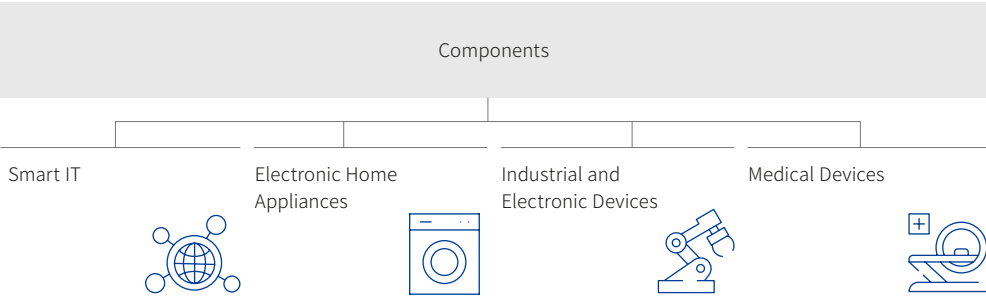 Components
Smart IT
Electronic Home
Appliances
Industrial and
Electronic Devices
Medical Devices